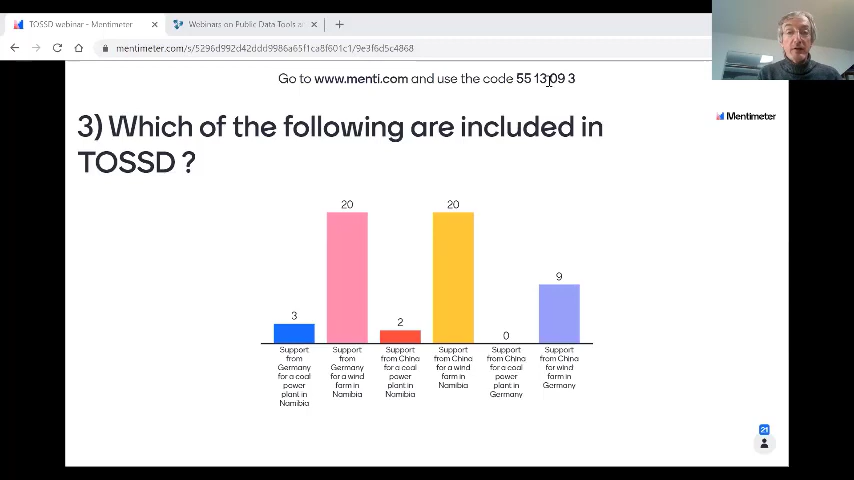 TOSSD webinar - Mentimeter
Webinars on Public Data Tools a
mentimeter.com/s/5296d992d42ddd9986a65f1ca8f601c1/9e3f6d5c4868
Go to www.menti.com and use the code 55 13 09 3
3) Which of the following are included in
TOSSD ?
Mentimeter
3
20
2
20
0
9
Support
from
Germany
for a coal
power
plant in
Namibia
Support
from
Germany
for a wind
farm in
Namibia
Support
from China
for a coal
power
plant in
Namibia
Support
from China
for a wind
farm in
Namibia
Support
from China
for a coal
power
plant in
Germany
Support
from China
for wind
farm in
Germany
21